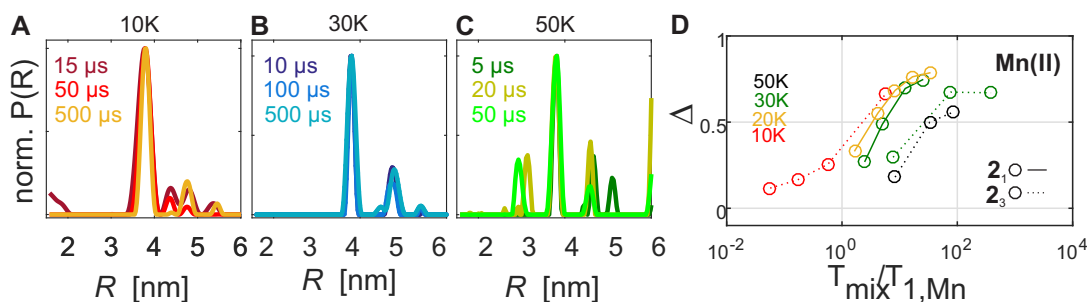 A 10K
15 µs
50 µs
500 µs
norm. P(R)
2 3 4 5 6
R [nm]
B 30K
10 µs
100 µs
500 µs
2 3 4 5 6
R [nm]
C 50K
5 µs
20 µs
50 µs
2 3 4 5 6
R [nm]
D
Mn(II)
50K
30K
20K
10K
1
0.5
0
Δ
2₁
2₃
10⁻² 10⁰ 10² 10⁴
T_mix/T_1,Mn